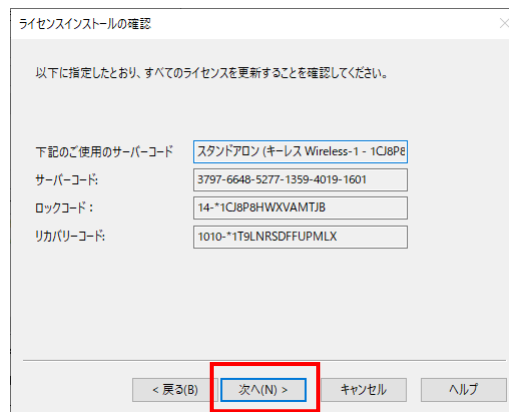 ライセンスインストールの確認
以下に指定したとおり、すべてのライセンスを更新することを確認してください。
下記のご使用のサーバーコード スタンドアロン (キーレス Wireless-1 - 1CJ8P8
サーバーコード: 3797-6648-5277-1359-4019-1601
ロックコード： 14-*1CJ8P8HWXVAMTJB
リカバリーコード: 1010-*1T9LNRSDFFUPMLX
< 戻る(B) 次へ(N) > キャンセル ヘルプ